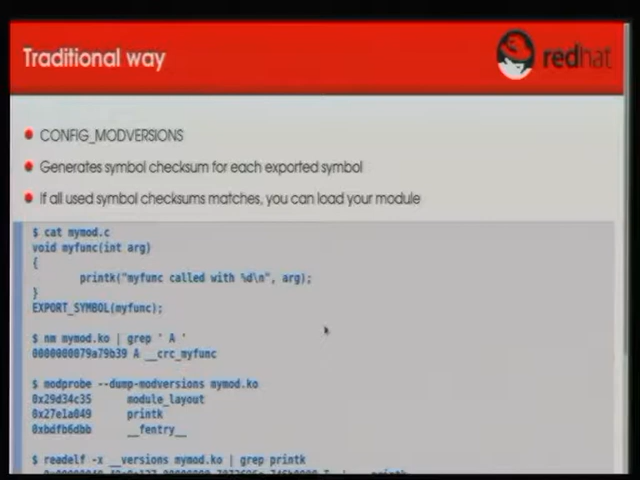 Traditional way
redhat
CONFIG_MODVERSIONS
Generates symbol checksum for each exported symbol
If all used symbol checksums matches, you can load your module
$ cat mymod.c
void myfunc(int arg)
{
printk("myfunc called with %d\n", arg);
}
EXPORT_SYMBOL(myfunc);
$ nm mymod.ko | grep ' A '
0000000079a79b39 A __crc_myfunc
$ modprobe --dump-modversions mymod.ko
0x29d34c35 module_layout
0x27e1a049 printk
0xbdfb6dbb __fentry__
$ readelf -x __versions mymod.ko | grep printk